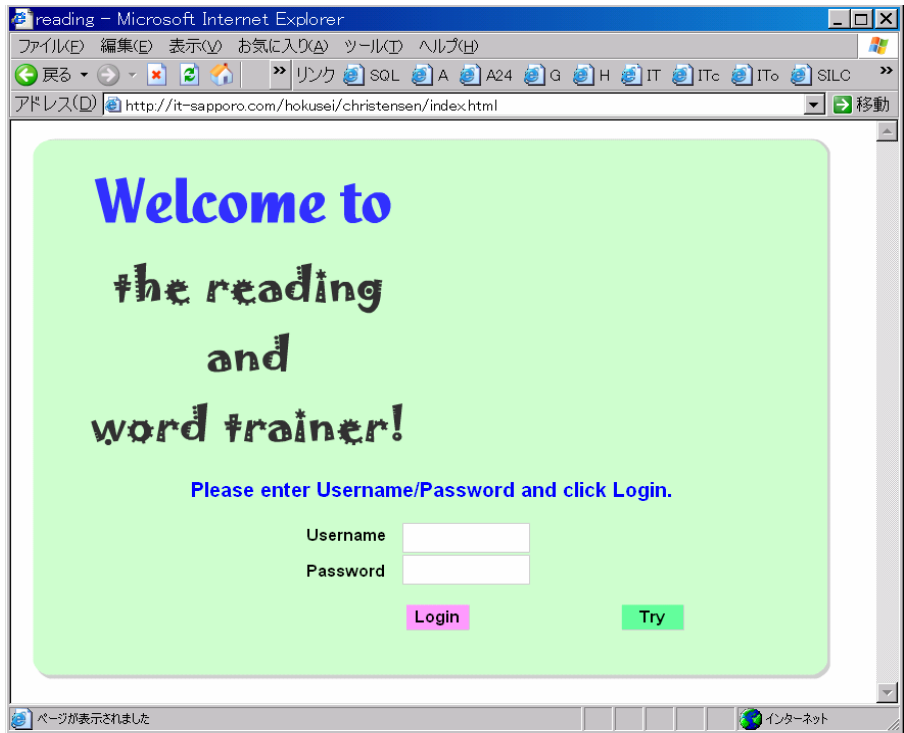 reading - Microsoft Internet Explorer
ファイル(F) 編集(E) 表示(V) お気に入り(A) ツール(T) ヘルプ(H)
戻る » リンク SQL A A24 G H IT ITc ITo SILC »
アドレス(D) http://it-sapporo.com/hokusei/christensen/index.html 移動
Welcome to
the reading
and
word trainer!
Please enter Username/Password and click Login.
Username
Password
Login Try
ページが表示されました インターネット